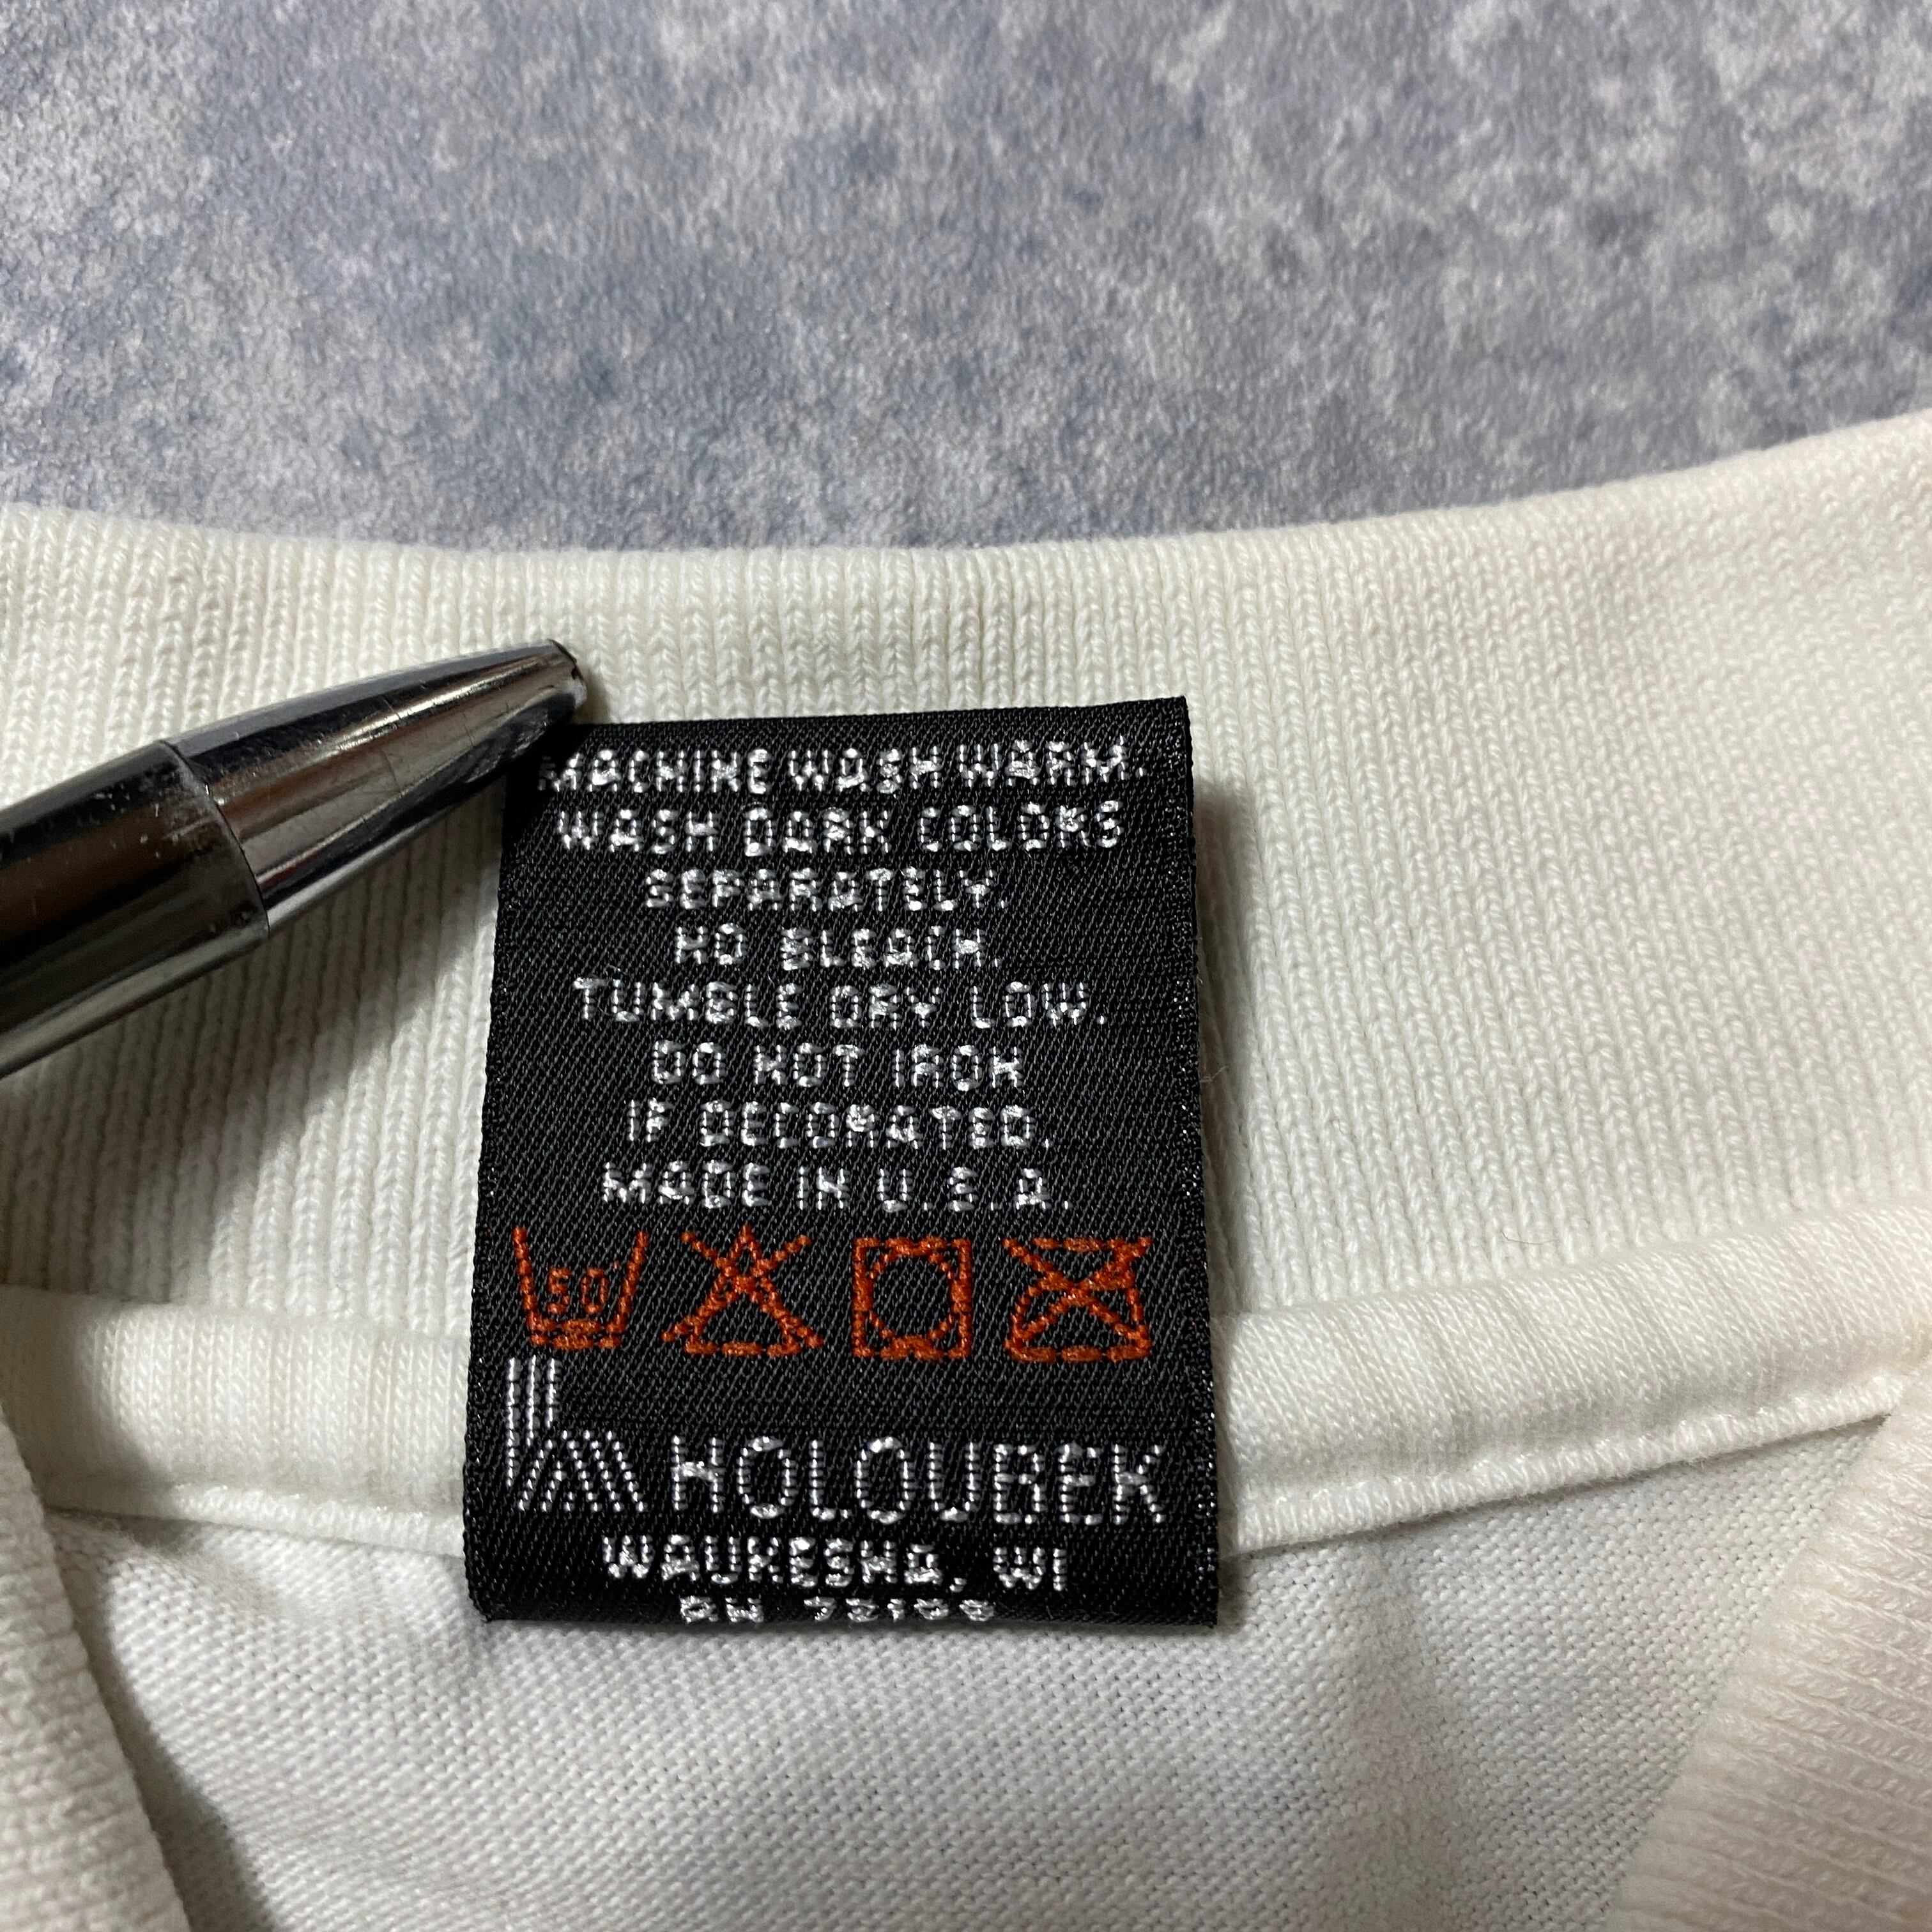 MACHINE WASH WARM.
WASH DARK COLORS
SEPARATELY.
NO BLEACH.
TUMBLE DRY LOW.
DO NOT IRON
IF DECORATED.
MADE IN U.S.A.
50
HOLOUBEK
WAUKESHA, WI
RN